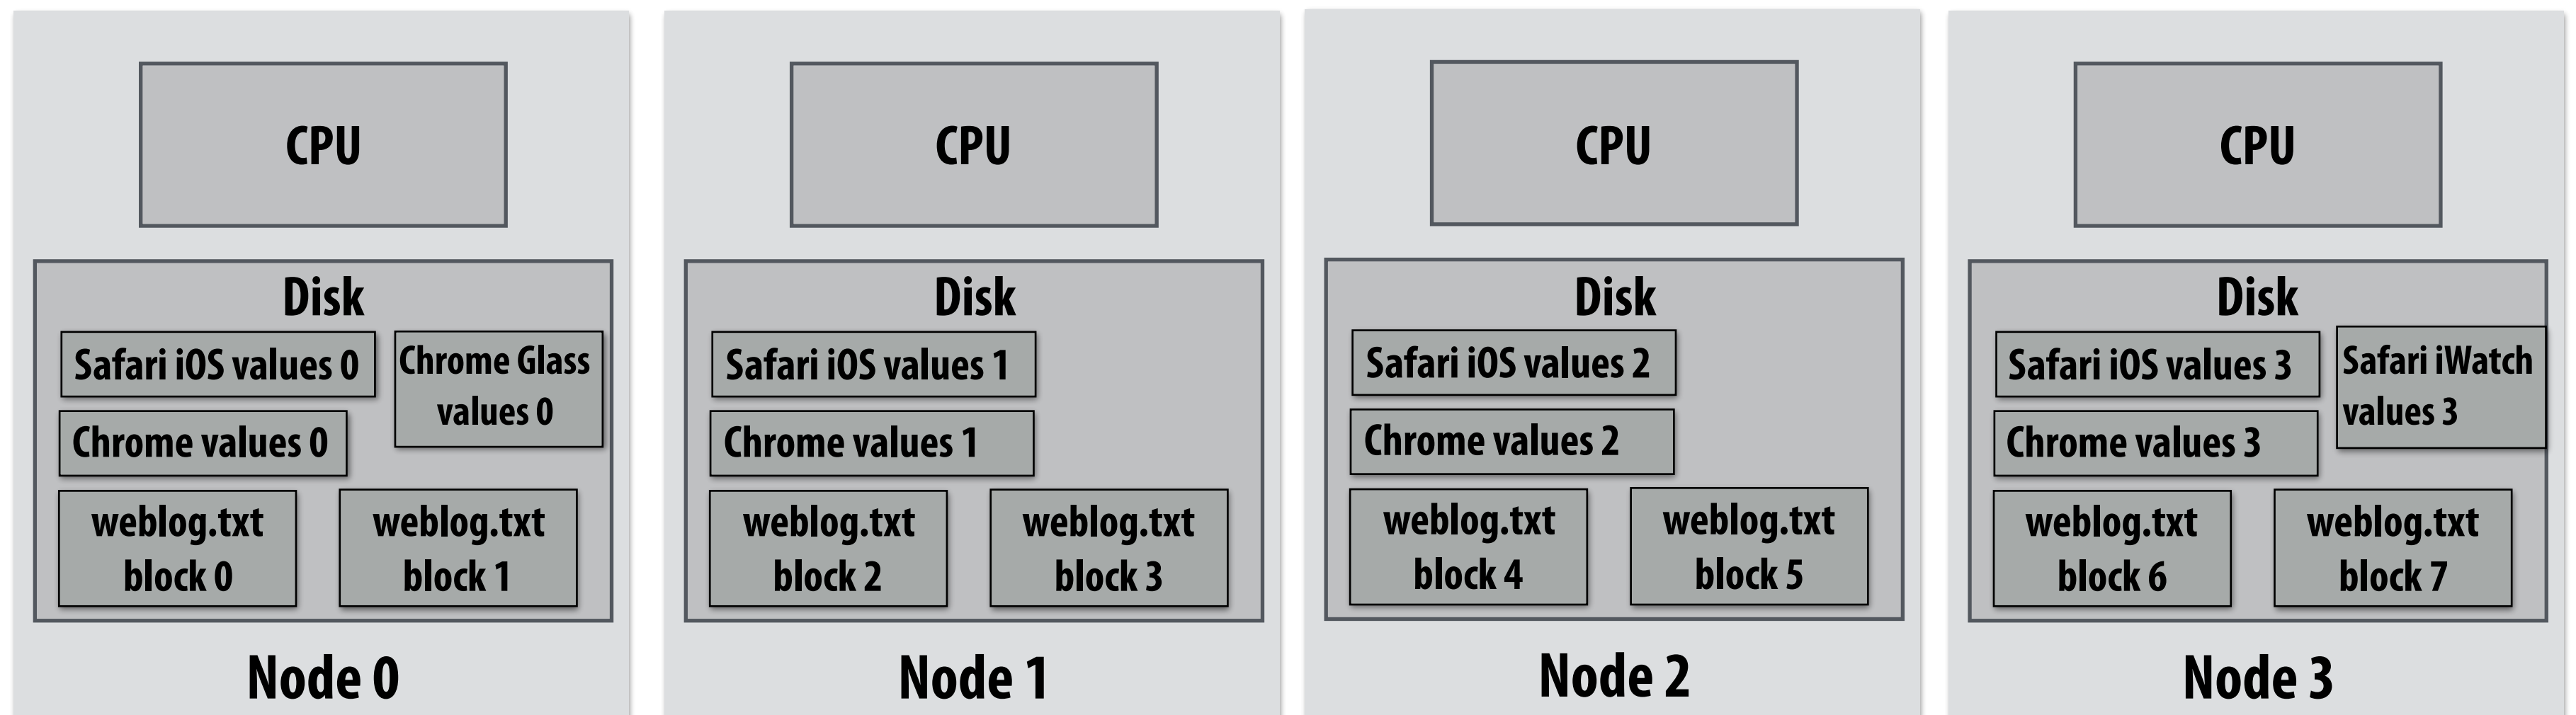 CPU
Disk
Safari iOS values 0
Chrome Glass
values 0
Chrome values 0
weblog.txt
block 0
weblog.txt
block 1
Node 0
CPU
Disk
Safari iOS values 1
Chrome values 1
weblog.txt
block 2
weblog.txt
block 3
Node 1
CPU
Disk
Safari iOS values 2
Chrome values 2
weblog.txt
block 4
weblog.txt
block 5
Node 2
CPU
Disk
Safari iOS values 3
Safari iWatch
values 3
Chrome values 3
weblog.txt
block 6
weblog.txt
block 7
Node 3